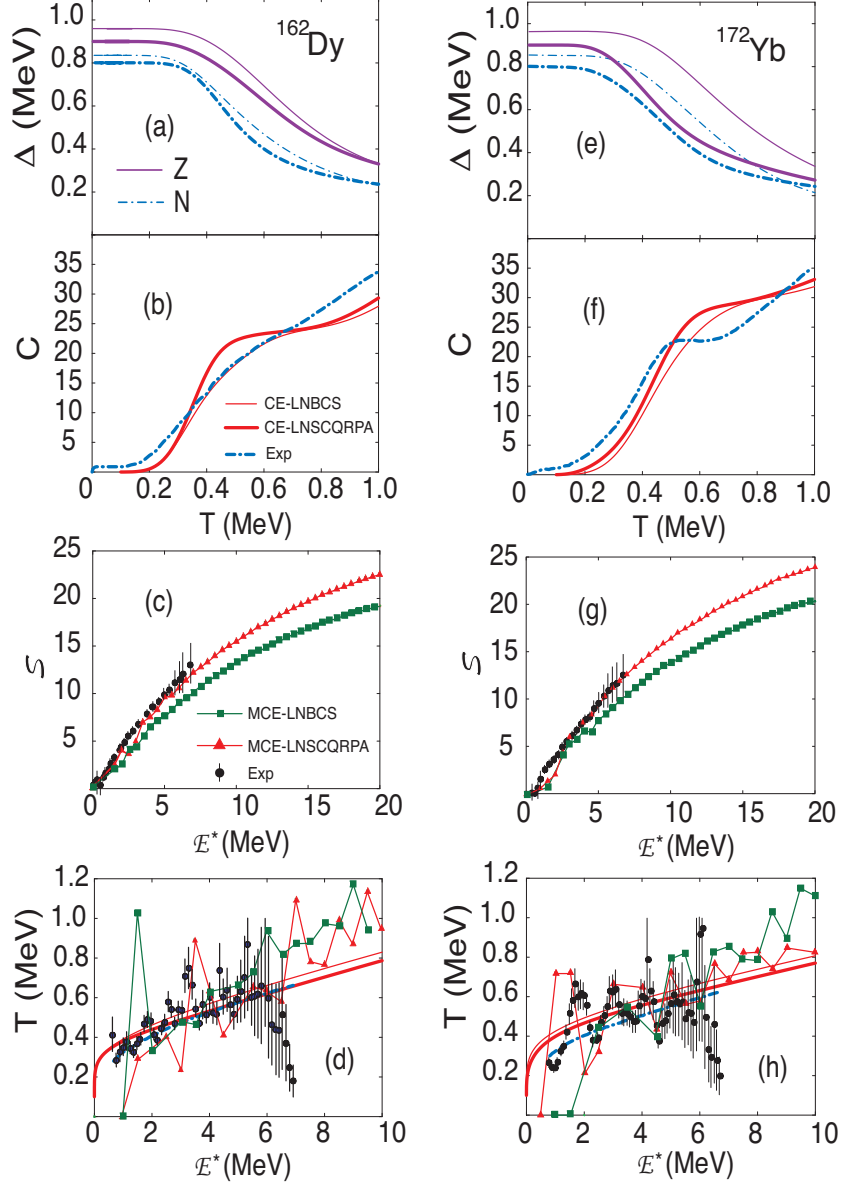 ¹⁶²Dy
Δ (MeV)
1.0
0.8
0.6
0.4
0.2
(a)
Z
N
C
35
30
25
20
15
10
5
(b)
CE-LNBCS
CE-LNSCQRPA
Exp
0 0.2 0.4 0.6 0.8 1.0
T (MeV)
S
25
20
15
10
5
(c)
MCE-LNBCS
MCE-LNSCQRPA
Exp
0 5 10 15 20
ℰ* (MeV)
T (MeV)
1.2
1.0
0.8
0.6
0.4
0.2
(d)
0 2 4 6 8 10
ℰ* (MeV)
¹⁷²Yb
Δ (MeV)
1.0
0.8
0.6
0.4
0.2
(e)
C
35
30
25
20
15
10
5
(f)
0 0.2 0.4 0.6 0.8 1.0
T (MeV)
S
25
20
15
10
5
(g)
0 5 10 15 20
ℰ* (MeV)
T (MeV)
1.2
1.0
0.8
0.6
0.4
0.2
(h)
0 2 4 6 8 10
ℰ* (MeV)